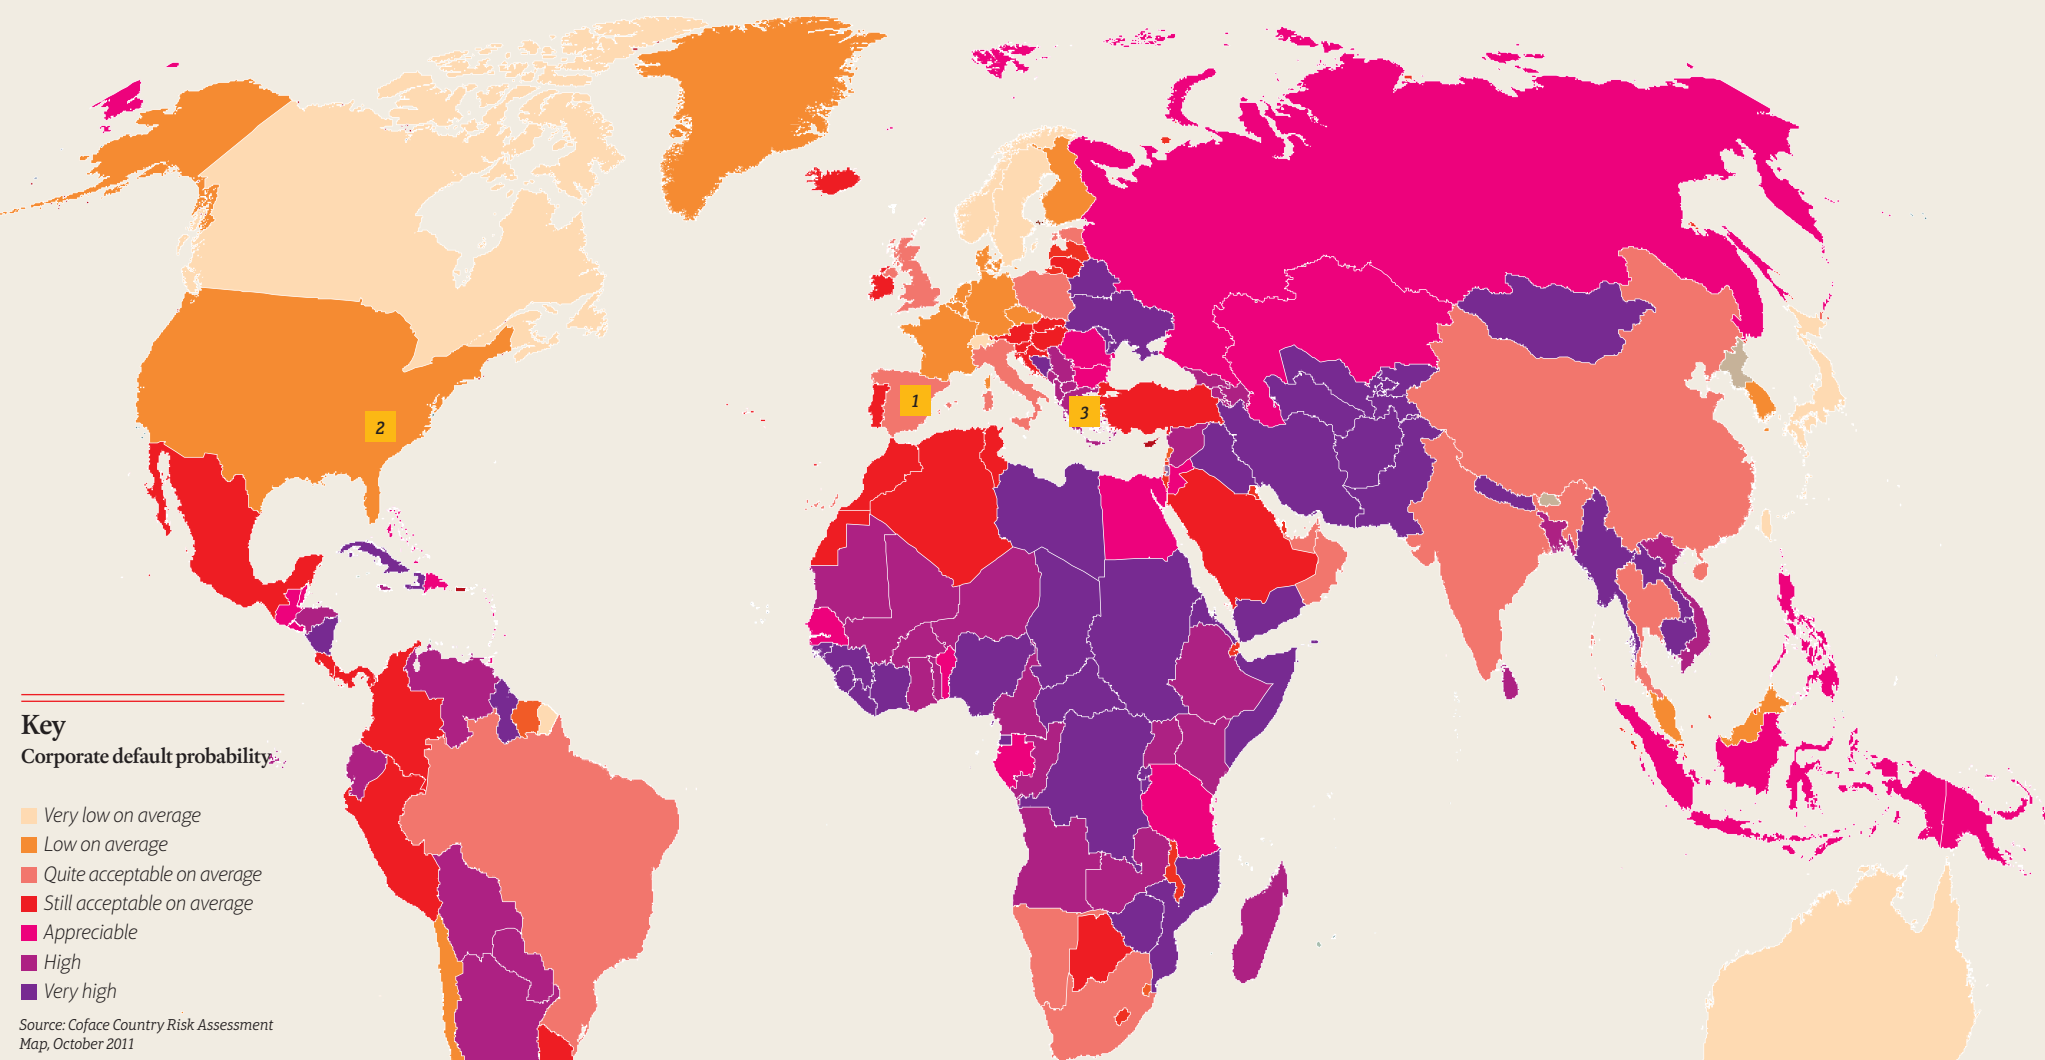 2
1
3
Key
Corporate default probability
Very low on average
Low on average
Quite acceptable on average
Still acceptable on average
Appreciable
High
Very high
Source: Coface Country Risk Assessment
Map, October 2011